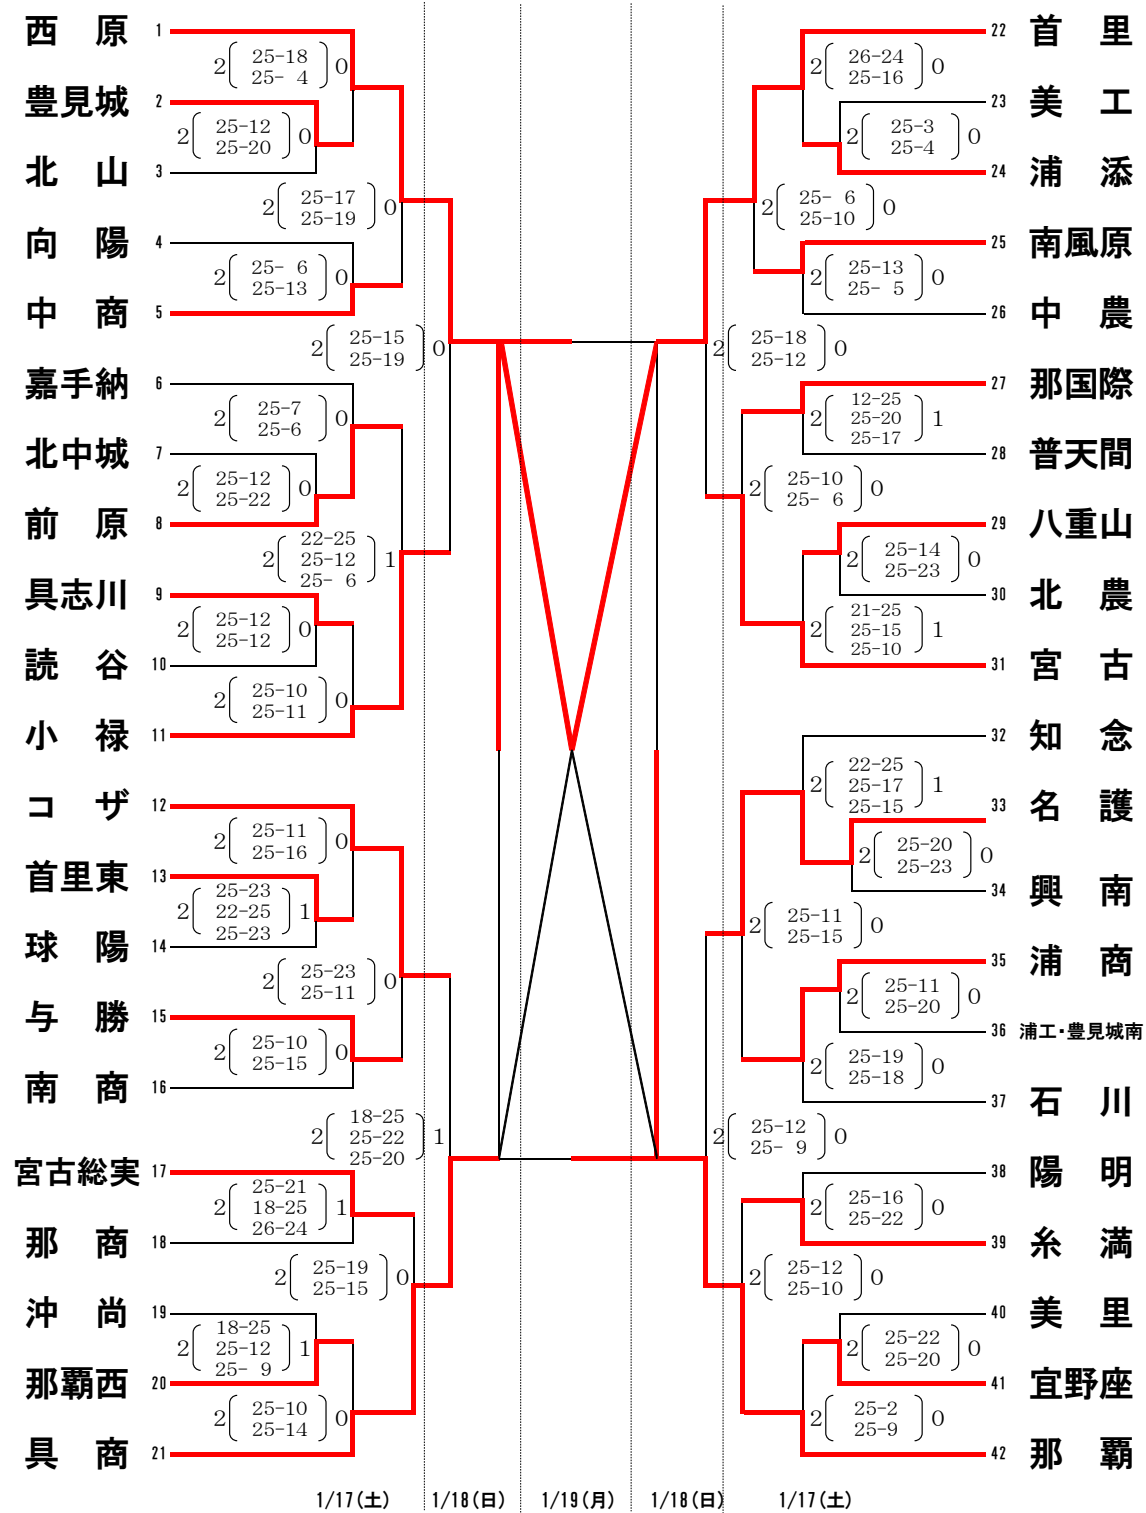 西 原 1
2 25-18 0
25- 4
豊見城 2
2 25-12 0
25-20
北 山 3
2 25-17 0
25-19
向 陽 4
2 25- 6 0
25-13
中 商 5
2 25-15 0
25-19
嘉手納 6
2 25-7 0
25-6
北中城 7
2 25-12 0
25-22
前 原 8
22-25
2 25-12 1
25- 6
具志川 9
2 25-12 0
25-12
読 谷 10
2 25-10 0
25-11
小 禄 11
コ ザ 12
2 25-11 0
25-16
首里東 13
25-23
2 22-25 1
25-23
球 陽 14
2 25-23 0
25-11
与 勝 15
2 25-10 0
25-15
南 商 16
18-25
2 25-22 1
25-20
宮古総実 17
25-21
2 18-25 1
26-24
那 商 18
2 25-19 0
25-15
沖 尚 19
18-25
2 25-12 1
25- 9
那覇西 20
2 25-10 0
25-14
具 商 21
22 首 里
2 26-24 0
25-16
23 美 工
2 25-3 0
25-4
24 浦 添
2 25- 6 0
25-10
25 南風原
2 25-13 0
25- 5
26 中 農
2 25-18 0
25-12
27 那国際
12-25
2 25-20 1
25-17
28 普天間
2 25-10 0
25- 6
29 八重山
2 25-14 0
25-23
30 北 農
21-25
2 25-15 1
25-10
31 宮 古
32 知 念
22-25
2 25-17 1
25-15
33 名 護
2 25-20 0
25-23
34 興 南
2 25-11 0
25-15
35 浦 商
2 25-11 0
25-20
36 浦工・豊見城南
2 25-19 0
25-18
37 石 川
2 25-12 0
25- 9
38 陽 明
2 25-16 0
25-22
39 糸 満
2 25-12 0
25-10
40 美 里
2 25-22 0
25-20
41 宜野座
2 25-2 0
25-9
42 那 覇
1/17(土) 1/18(日) 1/19(月) 1/18(日) 1/17(土)